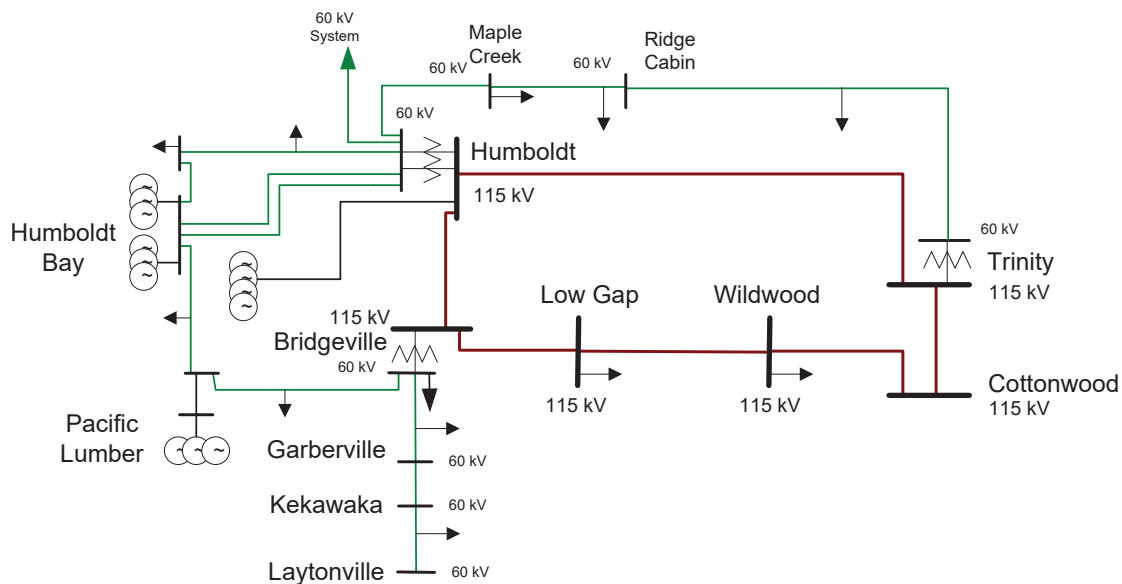 60 kV
System
Maple
Creek
60 kV
Ridge
Cabin
60 kV
60 kV
Humboldt
115 kV
Humboldt
Bay
60 kV
Trinity
115 kV
115 kV
Bridgeville
60 kV
Low Gap
115 kV
Wildwood
115 kV
Cottonwood
115 kV
Pacific
Lumber
Garberville
60 kV
Kekawaka
60 kV
Laytonville
60 kV
~
~
~
~
~
~
~
~
~
~
~
~
~